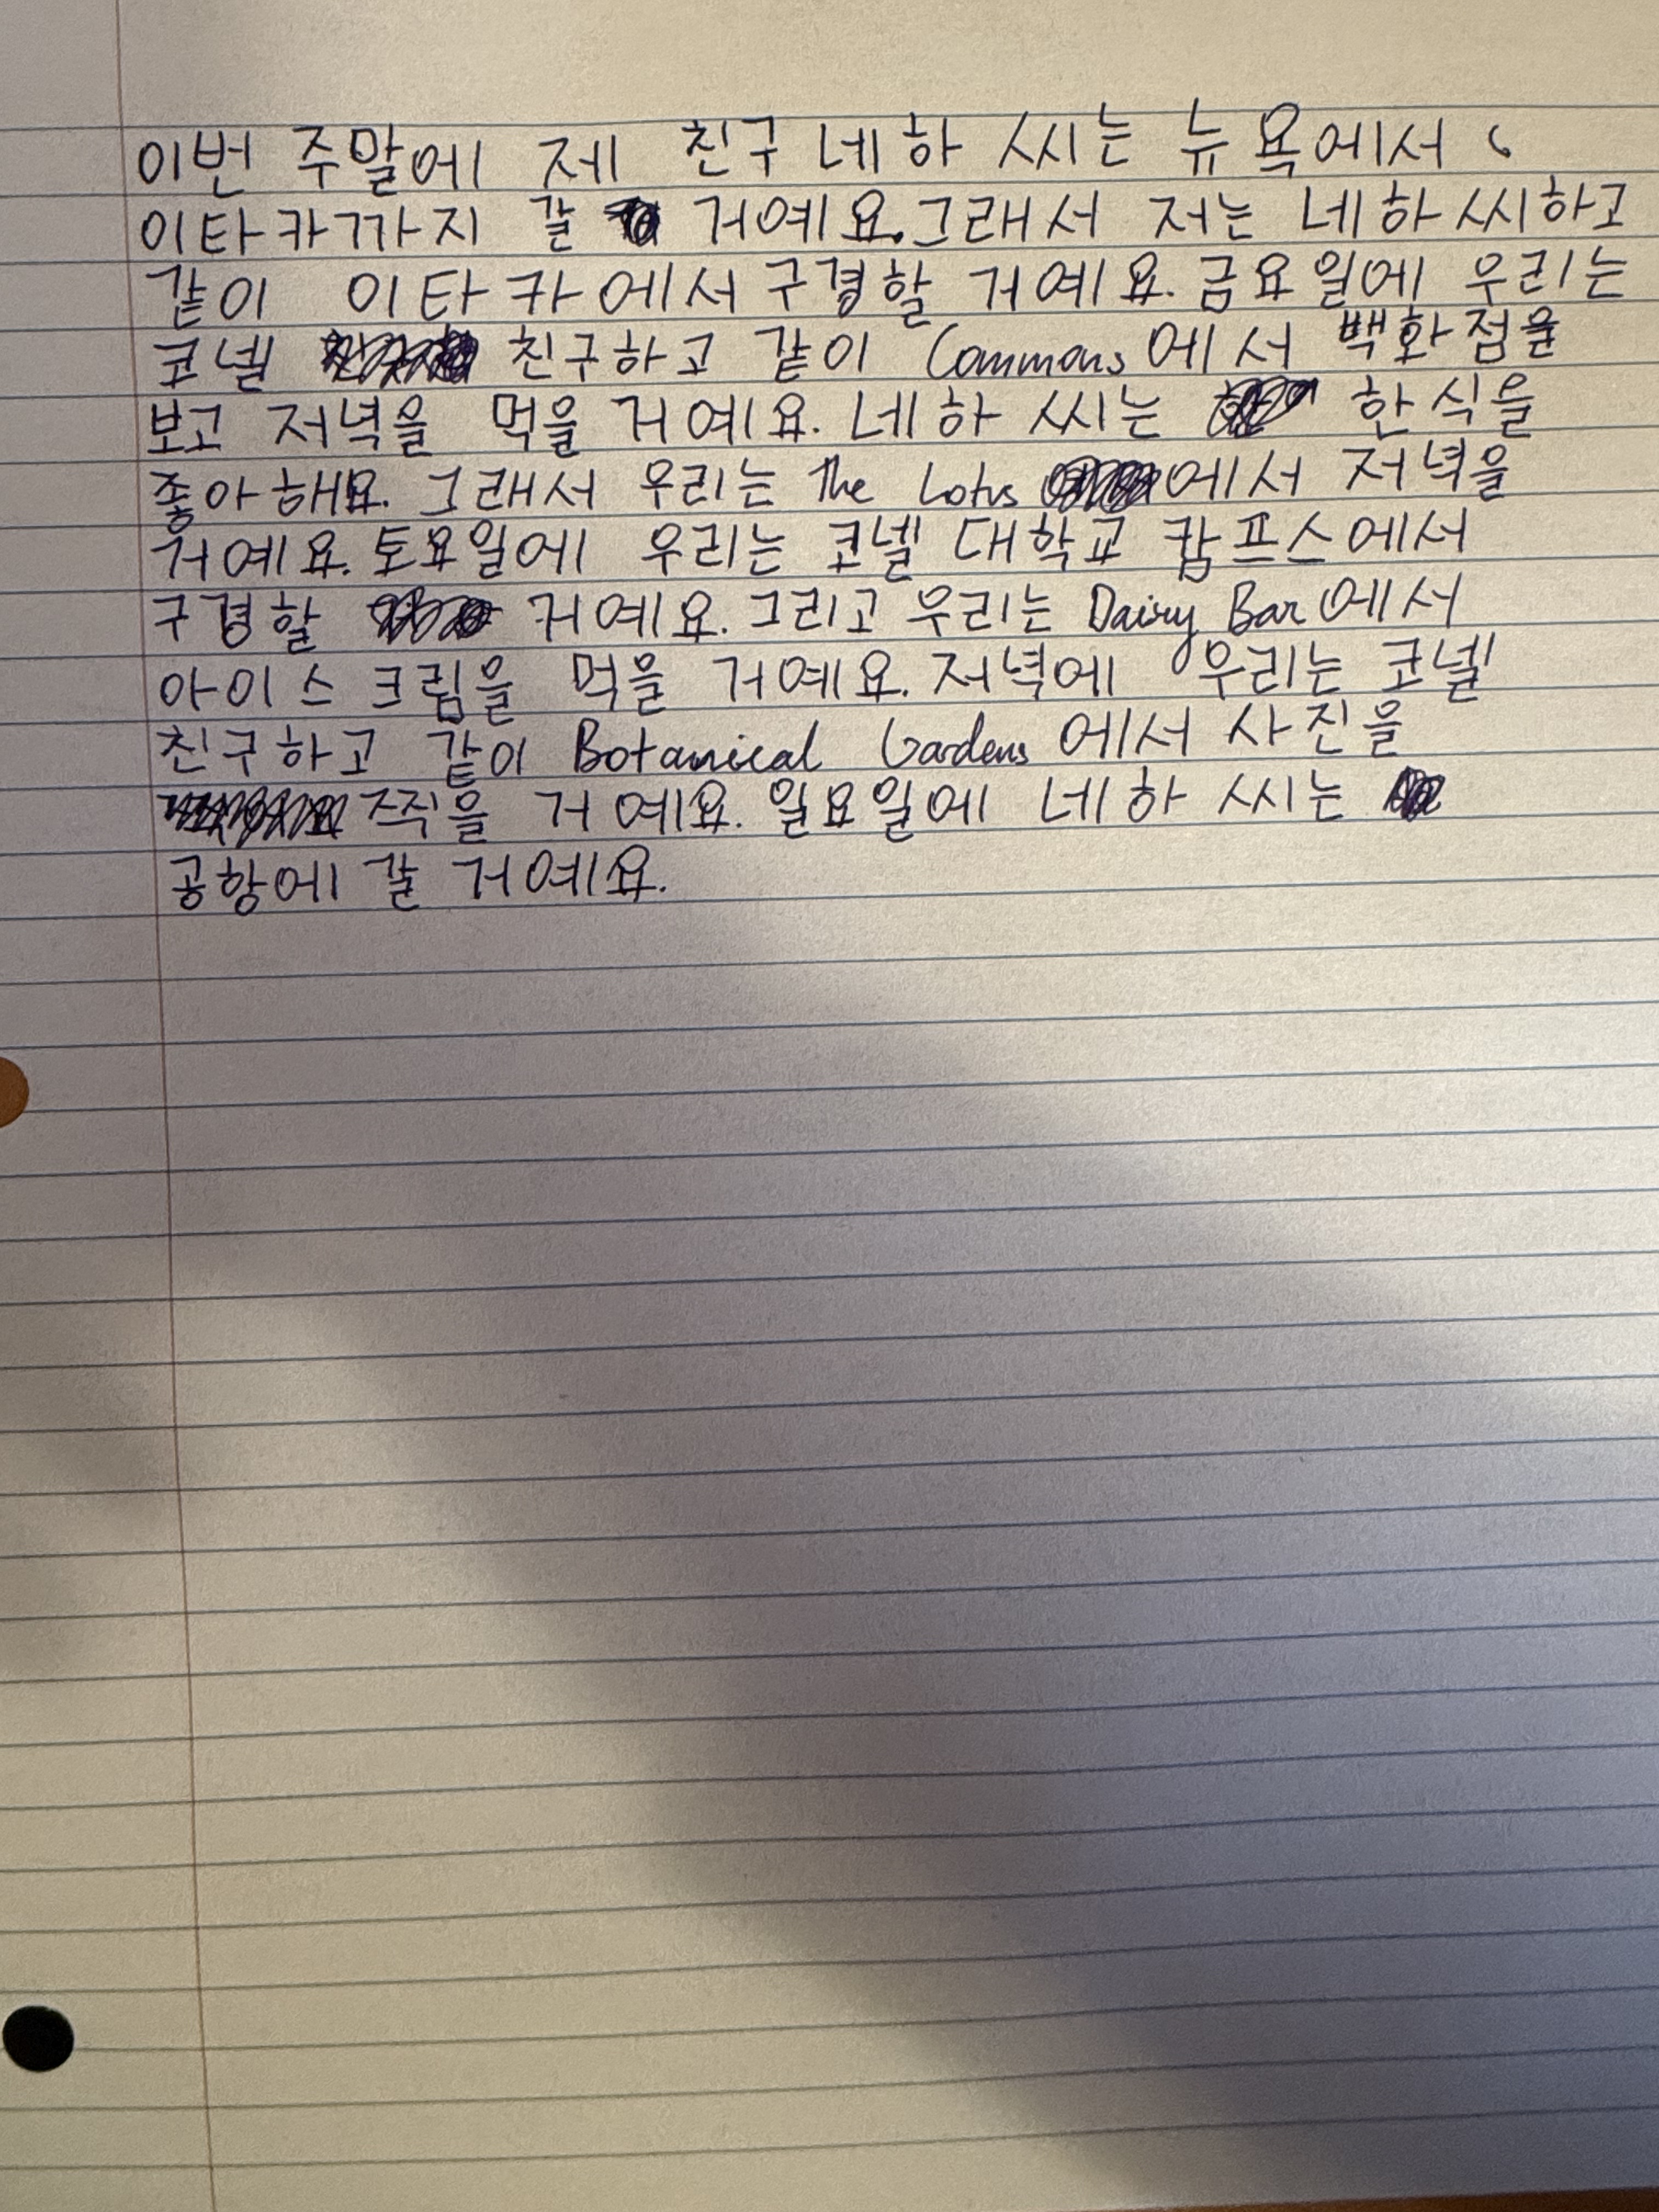 이번 주말에 제 친구 네하 씨는 뉴욕에서
이타카까지 갈 거예요. 그래서 저는 네하 씨하고
같이 이타카에서 구경할 거예요. 금요일에 우리는
코넬 친구하고 같이 Commons에서 백화점을
보고 저녁을 먹을 거예요. 네하 씨는 한식을
좋아해요. 그래서 우리는 The Lotus 에서 저녁을
거예요. 토요일에 우리는 코넬 대학교 캄프스에서
구경할 거예요. 그리고 우리는 Dairy Bar에서
아이스크림을 먹을 거예요. 저녁에 우리는 코넬
친구하고 같이 Botanical Gardens 에서 사진을
찍을 거예요. 일요일에 네하 씨는
공항에 갈 거예요.